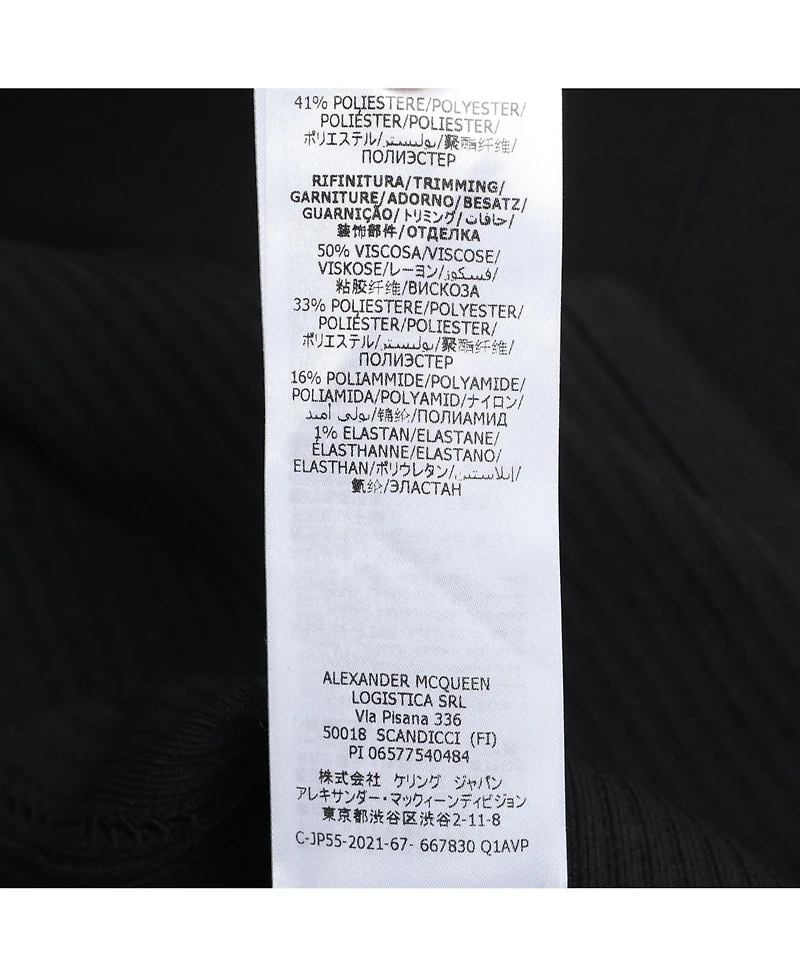 41% POLIESTERE/POLYESTER/
POLIÉSTER/POLIESTER/
ポリエステル/بوليستر/聚酯纤维/
ПОЛИЭСТЕР
RIFINITURA/TRIMMING/
GARNITURE/ADORNO/BESATZ/
GUARNIÇÃO/トリミング/حافات/
装饰部件/ОТДЕЛКА
50% VISCOSA/VISCOSE/
VISKOSE/レーヨン/فسكوز/
粘胶纤维/ВИСКОЗА
33% POLIESTERE/POLYESTER/
POLIÉSTER/POLIESTER/
ポリエステル/بوليستر/聚酯纤维/
ПОЛИЭСТЕР
16% POLIAMMIDE/POLYAMIDE/
POLIAMIDA/POLYAMID/ナイロン/
بولي أميد/锦纶/ПОЛИАМИД
1% ELASTAN/ELASTANE/
ÉLASTHANNE/ELASTANO/
ELASTHAN/ポリウレタン/إيلاستين/
氨纶/ЭЛАСТАН
ALEXANDER MCQUEEN
LOGISTICA SRL
Via Pisana 336
50018 SCANDICCI (FI)
PI 06577540484
株式会社 ケリング ジャパン
アレキサンダー・マックィーンディビジョン
東京都渋谷区渋谷2-11-8
C-JP55-2021-67- 667830 Q1AVP